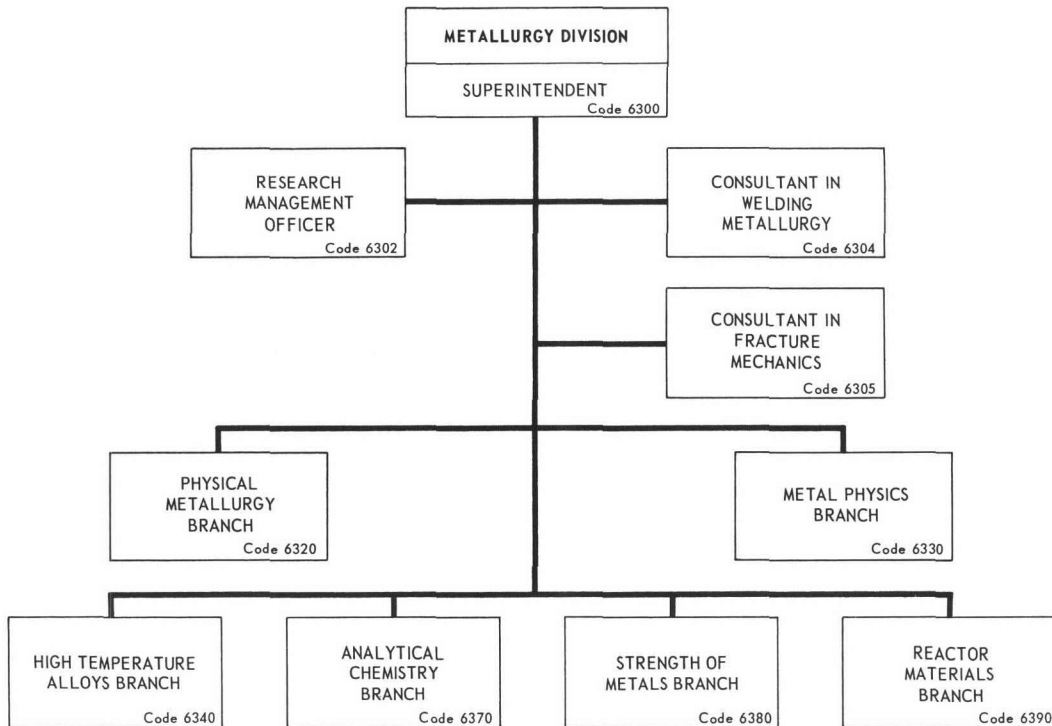 METALLURGY DIVISION
SUPERINTENDENT
Code 6300
RESEARCH
MANAGEMENT
OFFICER
Code 6302
CONSULTANT IN
WELDING
METALLURGY
Code 6304
CONSULTANT IN
FRACTURE
MECHANICS
Code 6305
PHYSICAL
METALLURGY
BRANCH
Code 6320
METAL PHYSICS
BRANCH
Code 6330
HIGH TEMPERATURE
ALLOYS BRANCH
Code 6340
ANALYTICAL
CHEMISTRY
BRANCH
Code 6370
STRENGTH OF
METALS BRANCH
Code 6380
REACTOR
MATERIALS
BRANCH
Code 6390